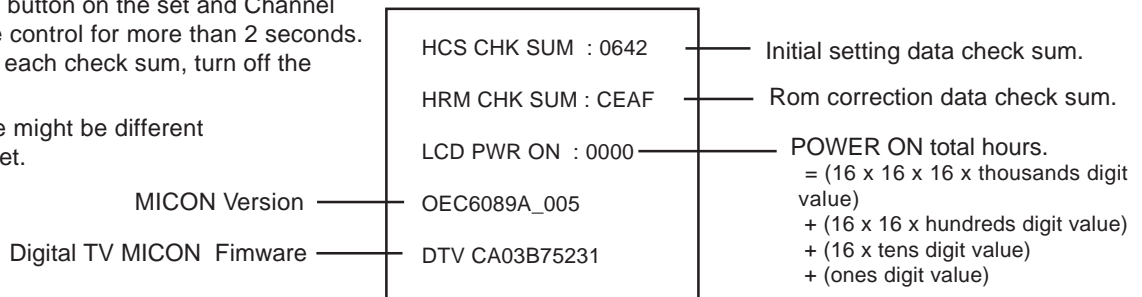 button on the set and Channel
control for more than 2 seconds.
each check sum, turn off the
might be different
et.
MICON Version
Digital TV MICON Fimware
HCS CHK SUM : 0642
HRM CHK SUM : CEAF
LCD PWR ON : 0000
OEC6089A_005
DTV CA03B75231
Initial setting data check sum.
Rom correction data check sum.
POWER ON total hours.
= (16 x 16 x 16 x thousands digit
value)
+ (16 x 16 x hundreds digit value)
+ (16 x tens digit value)
+ (ones digit value)